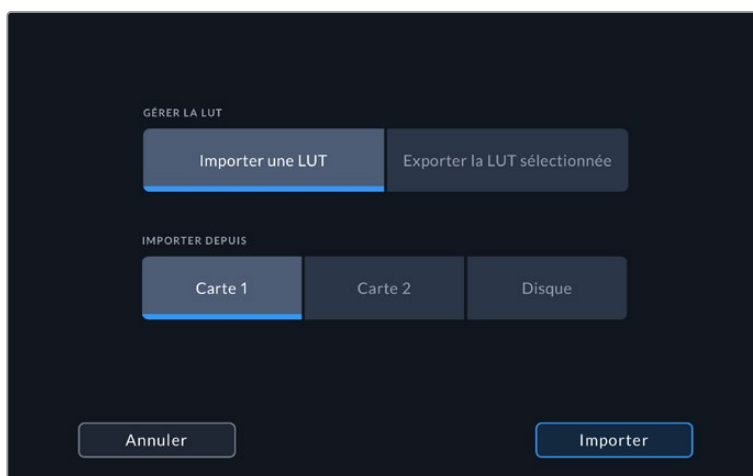 GÉRER LA LUT
Importer une LUT Exporter la LUT sélectionnée
IMPORTER DEPUIS
Carte 1 Carte 2 Disque
Annuler Importer